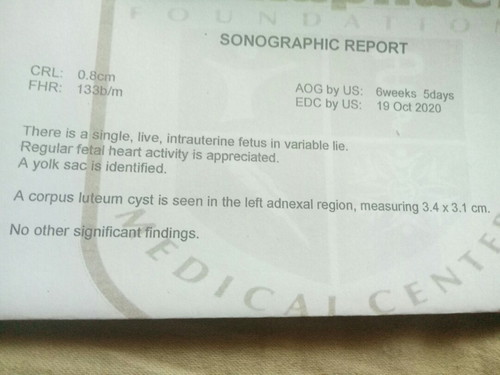 FOUNDATION
SONOGRAPHIC REPORT
CRL: 0.8cm
FHR: 133b/m
AOG by US: 6weeks 5days
EDC by US: 19 Oct 2020
There is a single, live, intrauterine fetus in variable lie.
Regular fetal heart activity is appreciated.
A yolk sac is identified.
A corpus luteum cyst is seen in the left adnexal region, measuring 3.4 x 3.1 cm.
No other significant findings.
MEDICAL CENTE